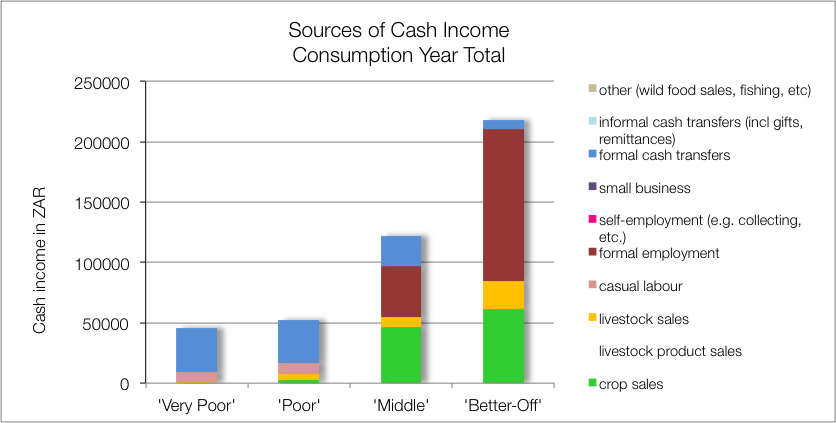 Sources of Cash Income
Consumption Year Total
250000
200000
150000
100000
50000
0
Cash income in ZAR
'Very Poor'
'Poor'
'Middle'
'Better-Off'
other (wild food sales, fishing, etc)
informal cash transfers (incl gifts,
remittances)
formal cash transfers
small business
self-employment (e.g. collecting,
etc.)
formal employment
casual labour
livestock sales
livestock product sales
crop sales